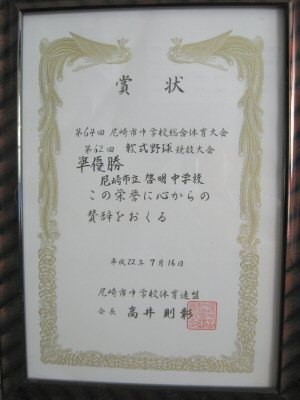 賞状
第64回 尼崎市中学校総合体育大会
第62回 軟式野球 競技大会
準優勝
尼崎市立 啓明中学校
この栄誉に心からの
賛辞をおくる
平成22年7月18日
尼崎市中学校体育連盟
会長 高井則彰